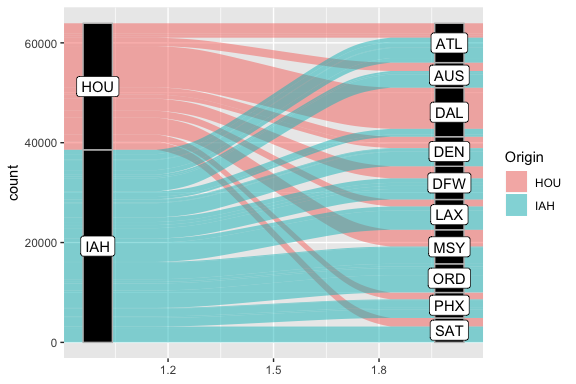 60000
40000
20000
0
count
HOU
IAH
ATL
AUS
DAL
DEN
DFW
LAX
MSY
ORD
PHX
SAT
1.2 1.5 1.8
Origin
HOU
IAH